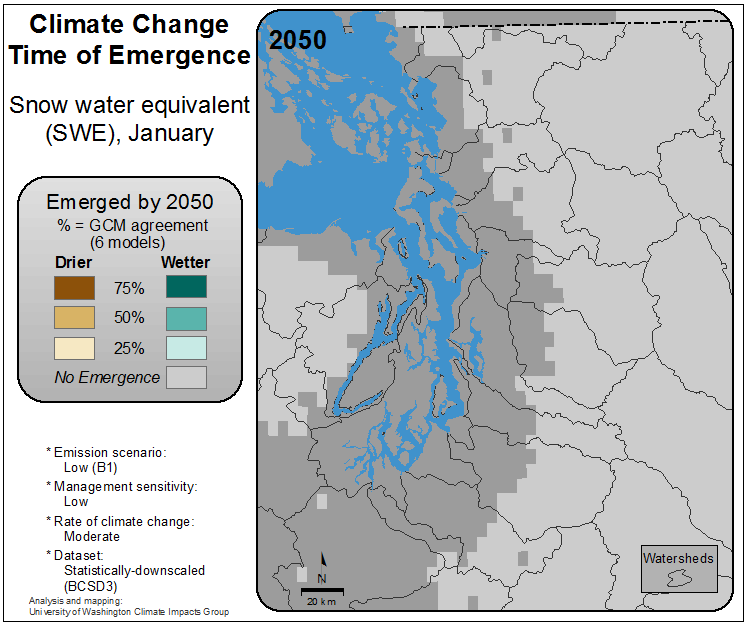 Climate Change
Time of Emergence
Snow water equivalent
(SWE), January
Emerged by 2050
% = GCM agreement
(6 models)
Drier Wetter
75%
50%
25%
No Emergence
* Emission scenario:
Low (B1)
* Management sensitivity:
Low
* Rate of climate change:
Moderate
* Dataset:
Statistically-downscaled
(BCSD3)
Analysis and mapping:
University of Washington Climate Impacts Group
2050
N
20 km
Watersheds